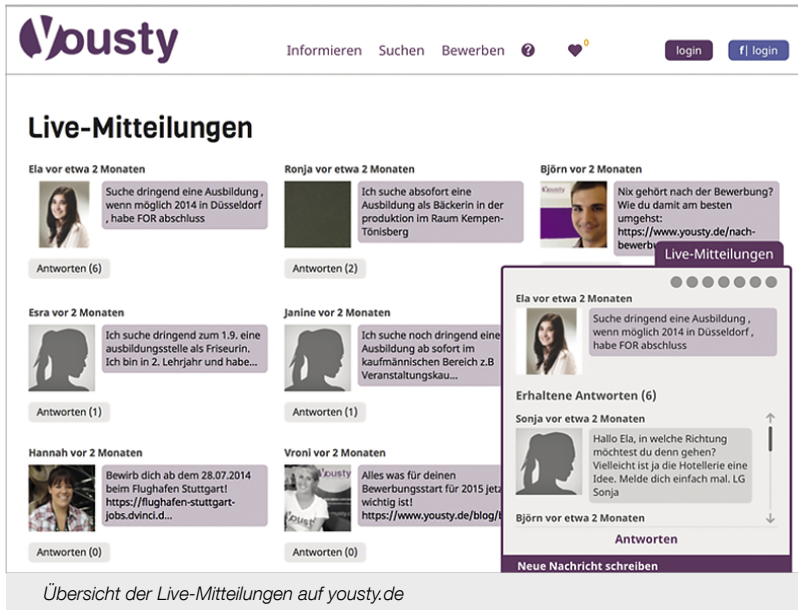 yousty
Informieren Suchen Bewerben ? 0 login f| login
Live-Mitteilungen
Ela vor etwa 2 Monaten
Suche dringend eine Ausbildung ,
wenn möglich 2014 in Düsseldorf
, habe FOR abschluss
Antworten (6)
Ronja vor etwa 2 Monaten
Ich suche absofort eine
Ausbildung als Bäckerin in der
produktion im Raum Kempen-
Tönisberg
Antworten (2)
Björn vor 2 Monaten
Yousty
Nix gehört nach der Bewerbung?
Wie du damit am besten
umgehst:
https://www.yousty.de/nach-
Esra vor 2 Monaten
Ich suche dringend zum 1.9. eine
ausbildungsstelle als Friseurin.
Ich bin in 2. Lehrjahr und habe...
Antworten (1)
Janine vor 2 Monaten
Ich suche noch dringend eine
Ausbildung ab sofort im
kaufmännischen Bereich z.B
Veranstaltungskau...
Antworten (1)
Hannah vor 2 Monaten
Bewirb dich ab dem 28.07.2014
beim Flughafen Stuttgart!
https://flughafen-stuttgart-
jobs.dvinci.d...
Antworten (0)
Vroni vor 2 Monaten
Yousty
Alles was für deinen
Bewerbungsstart für 2015 jetz
wichtig ist!
https://www.yousty.de/blog/b
Antworten (0)
Live-Mitteilungen
Ela vor etwa 2 Monaten
Suche dringend eine Ausbildung ,
wenn möglich 2014 in Düsseldorf ,
habe FOR abschluss
Erhaltene Antworten (6)
Sonja vor etwa 2 Monaten
Hallo Ela, in welche Richtung
möchtest du denn gehen?
Vielleicht ist ja die Hotellerie eine
Idee. Melde dich einfach mal. LG
Sonja
Björn vor etwa 2 Monaten
Antworten
Neue Nachricht schreiben
Übersicht der Live-Mitteilungen auf yousty.de